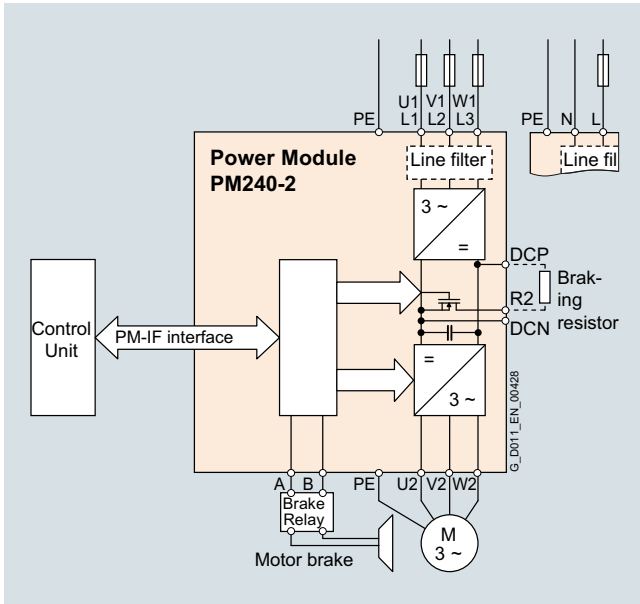 U1 V1 W1
PE L1 L2 L3
PE N L
Power Module
PM240-2
Line filter
Line fil
3 ~
=
DCP
R2
DCN
Brak-
ing
resistor
Control
Unit
PM-IF interface
=
3 ~
G_D011_EN_00428
A B PE U2 V2 W2
Brake
Relay
M
3 ~
Motor brake